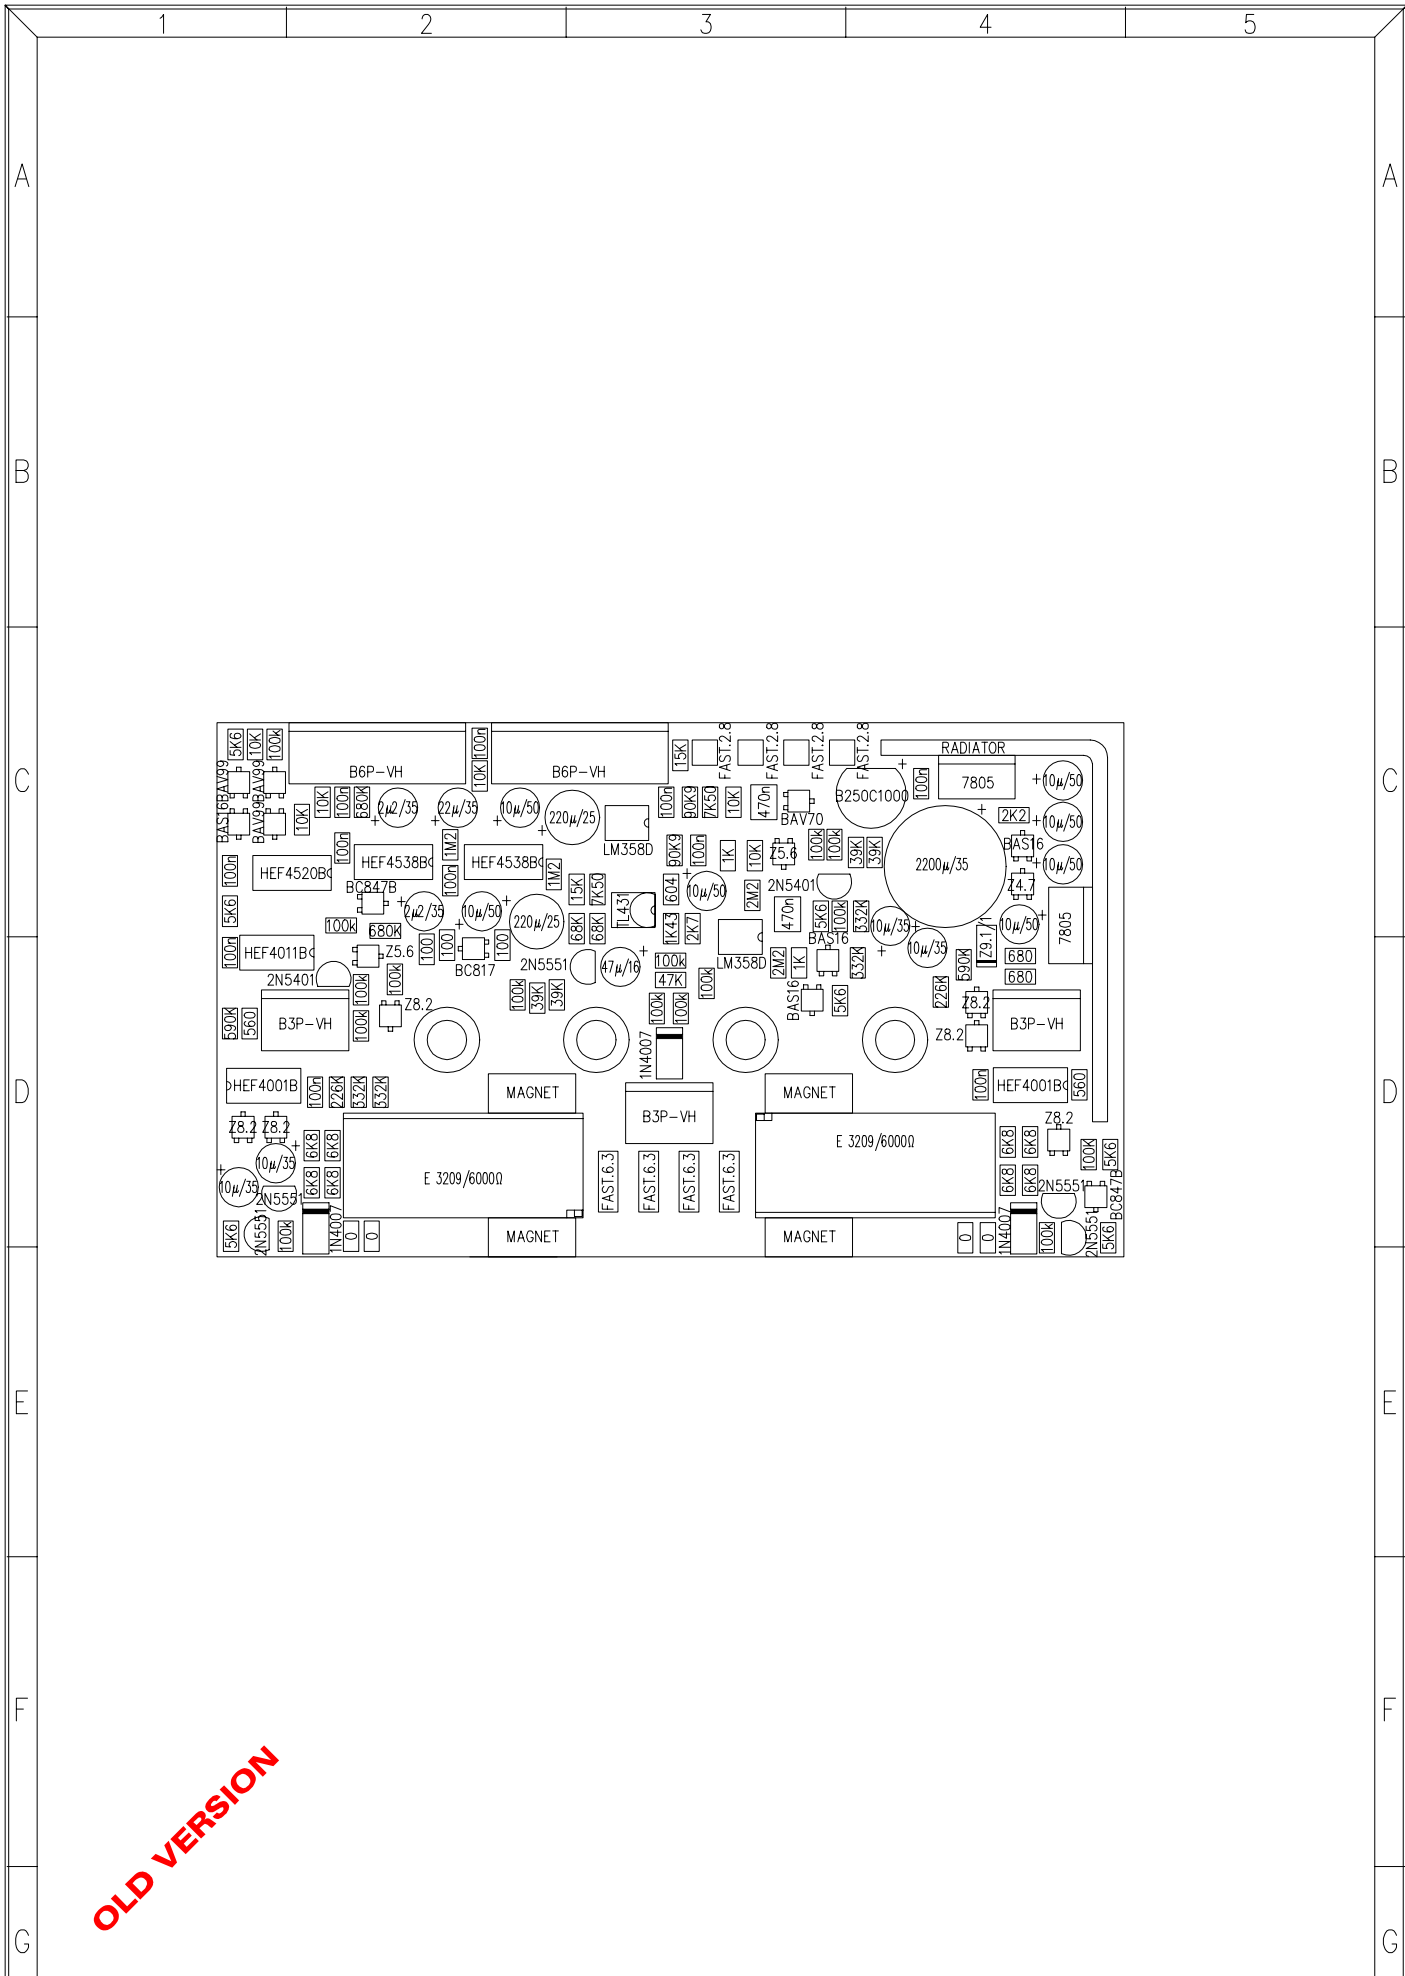 1 2 3 4 5
A A
B B
C C
D D
E E
F F
G G
5K6 10K 100k
B6P-VH
100n
10K
B6P-VH
15K
FAST.2.8 FAST.2.8 FAST.2.8 FAST.2.8
RADIATOR
7805
B250C1000
100n
10µ/50
BAV99 BAV99
BAS16 BAV99
10K
10K 100n 680K
2µ2/35
22µ/35
10µ/50
220µ/25
LM358D
100n 90K9 7K50 10K
470n
BAV70
2K2
10µ/50
BAS16
100n
HEF4538B
1M2
HEF4538B
90K9 100n 1K 10K
Z5.6
100k 100k 39K 39K
2200µ/35
10µ/50
100n
HEF4520B
100n
1M2
15K 7K50
TL431
604
10µ/50
2M2
2N5401
Z4.7
BC847B
5K6
100k
680K
2µ2/35
10µ/50
220µ/25
68K 68K
1K43 2K7
470n
5K6 100k 332K
10µ/35
10µ/35
Z9.1/1
10µ/50
7805
100n
HEF4011B
2N5401
Z5.6
100 100
BC817
100
2N5551
47µ/16
100k
47K
LM358D
2M2 1K
BAS16
332K
590K
680
680
100k
100k
100k 39K 39K
100k 100k
100k
BAS16
5K6
226K
Z8.2
Z8.2
B3P-VH
590K 560
B3P-VH
100k
Z8.2
1N4007
HEF4001B
100n 226K 332K 332K
MAGNET
B3P-VH
MAGNET
100n
HEF4001B
560
Z8.2 Z8.2
6K8 6K8
E 3209/6000Ω
E 3209/6000Ω
6K8 6K8
Z8.2
100K 5K6
10µ/35
10µ/35
6K8 6K8
FAST.6.3 FAST.6.3 FAST.6.3 FAST.6.3
6K8 6K8
2N5551
BC847B
2N5551
5K6
2N5551
100k
1N4007
0 0
MAGNET
MAGNET
0 0
1N4007
100k
2N5551
5K6
OLD VERSION